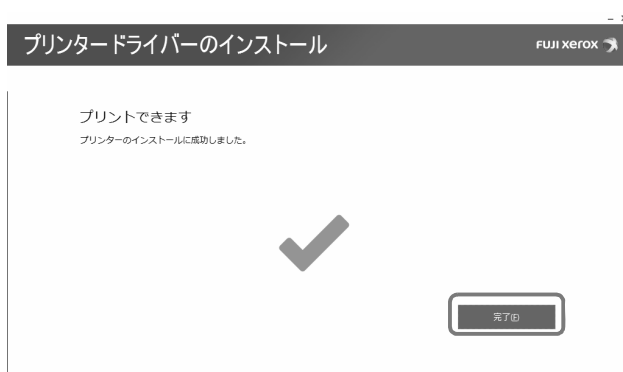 プリンタードライバーのインストール
FUJI xerox
プリントできます
プリンターのインストールに成功しました。
完了(F)